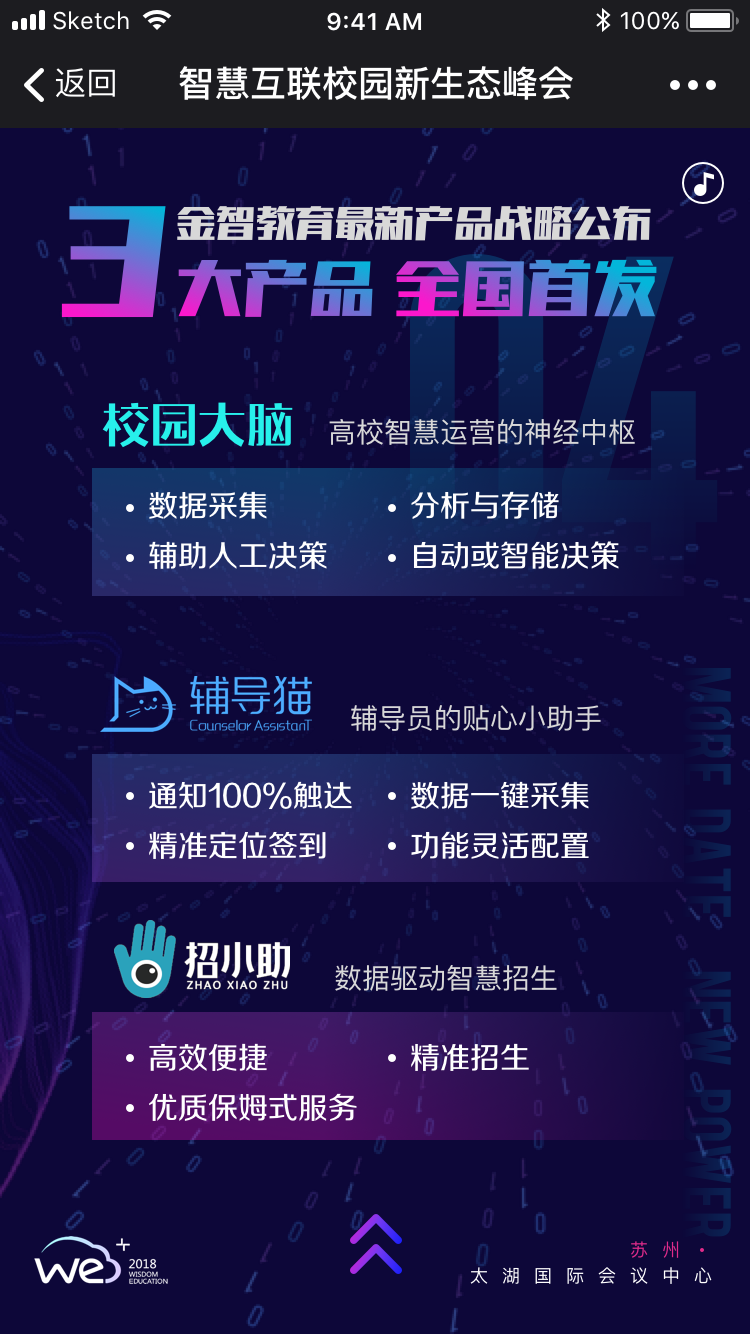 Sketch 9:41 AM 100%
返回 智慧互联校园新生态峰会
3
金智教育最新产品战略公布
大产品 全国首发
04
校园大脑 高校智慧运营的神经中枢
• 数据采集 • 分析与存储
• 辅助人工决策 • 自动或智能决策
辅导猫
Counselor AssistanT
辅导员的贴心小助手
• 通知100%触达 • 数据一键采集
• 精准定位签到 • 功能灵活配置
招小助
ZHAO XIAO ZHU
数据驱动智慧招生
• 高效便捷 • 精准招生
• 优质保姆式服务
MORE DATE NEW POWER
we+
2018
WISDOM
EDUCATION
苏州·
太湖国际会议中心